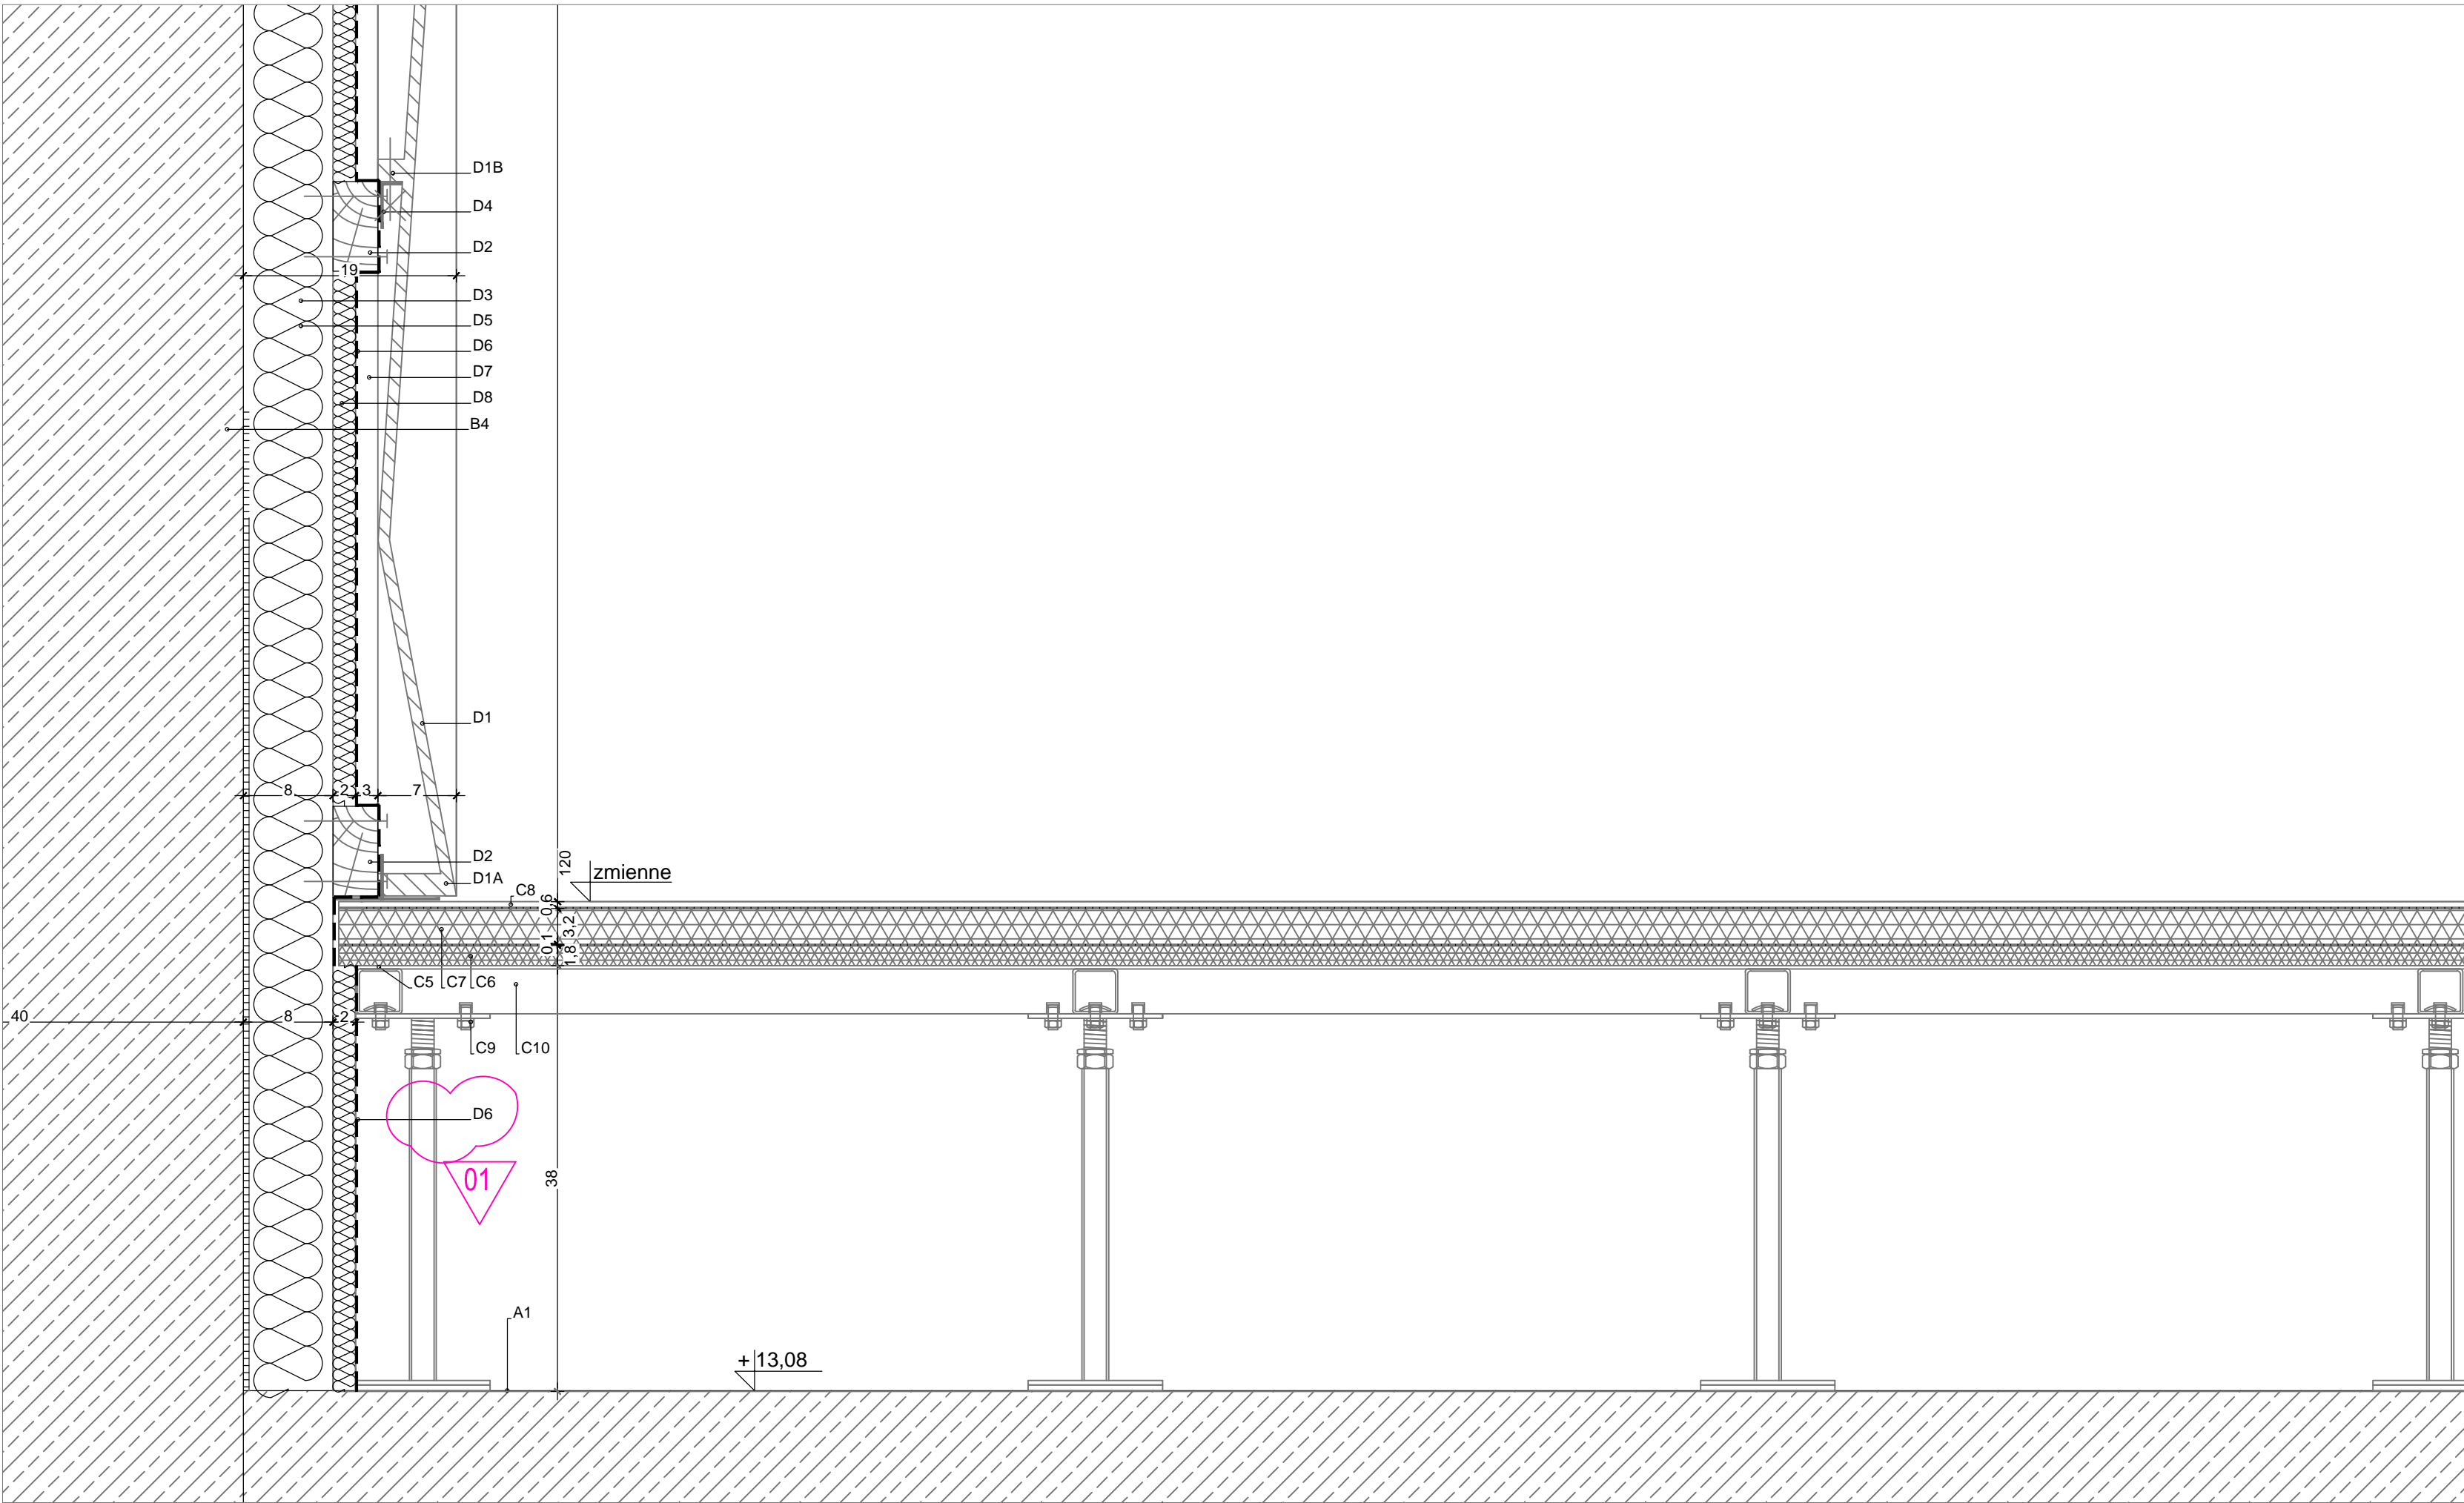 D1B
D4
D2
19
D3
D5
D6
D7
D8
B4
D1
8 2 3 7
D2
120
zmienne
D1A
C8
0,6
3,2
0,1
1,8
C5 C7 C6
40 8 2
C9 C10
D6
01
38
A1
+13,08